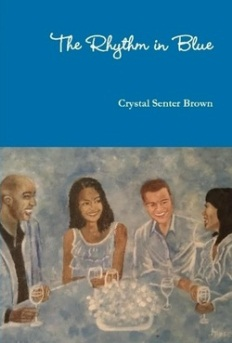 The Rhythm in Blue
Crystal Senter Brown